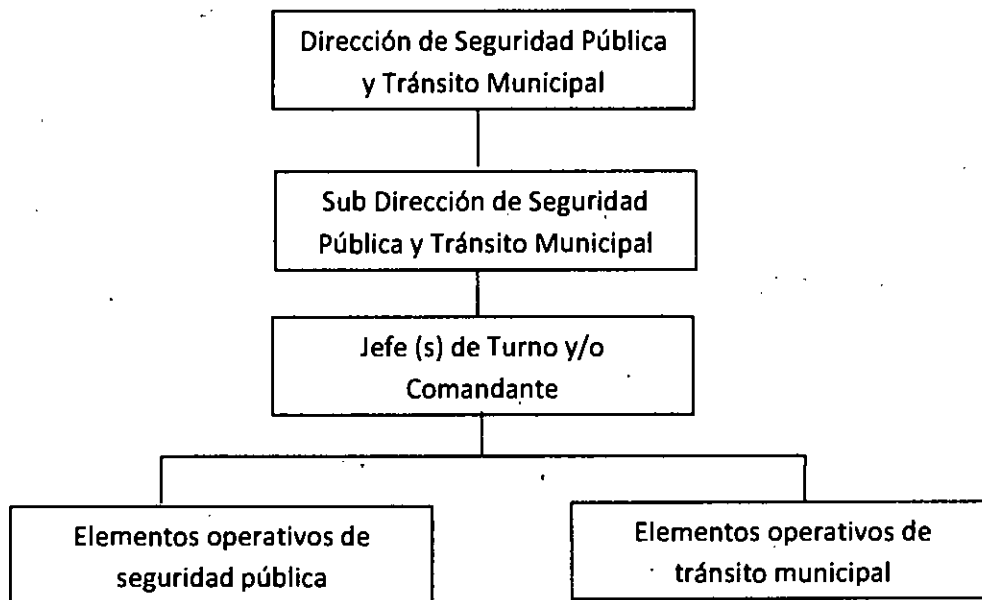 Dirección de Seguridad Pública
y Tránsito Municipal
Sub Dirección de Seguridad
Pública y Tránsito Municipal
Jefe (s) de Turno y/o
Comandante
Elementos operativos de
seguridad pública
Elementos operativos de
tránsito municipal